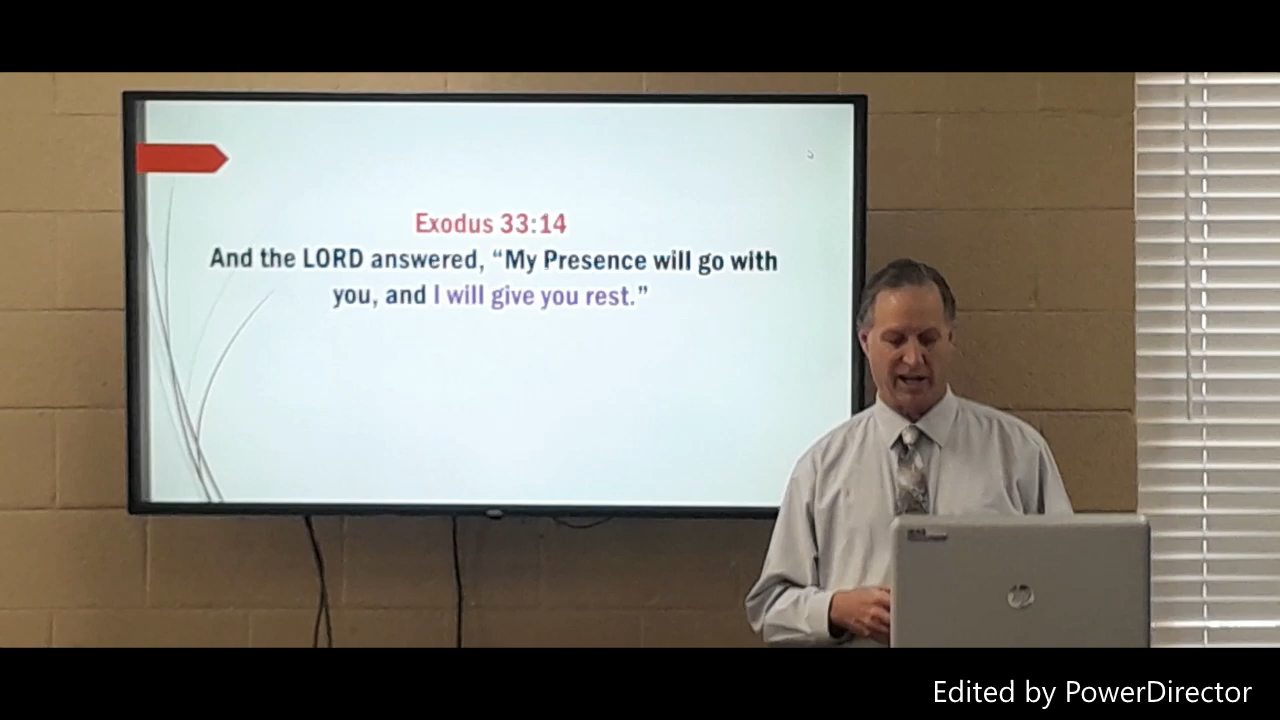 Exodus 33:14
And the LORD answered, “My Presence will go with
you, and I will give you rest.”
hp
Edited by PowerDirector